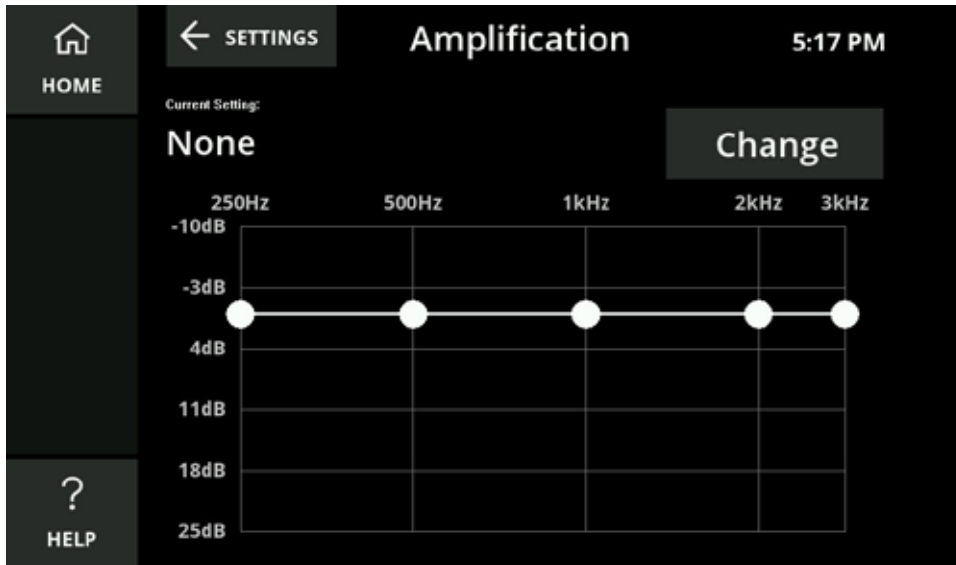 HOME
← SETTINGS
Amplification
5:17 PM
Current Setting:
None
Change
250Hz 500Hz 1kHz 2kHz 3kHz
-10dB
-3dB
4dB
11dB
18dB
25dB
?
HELP